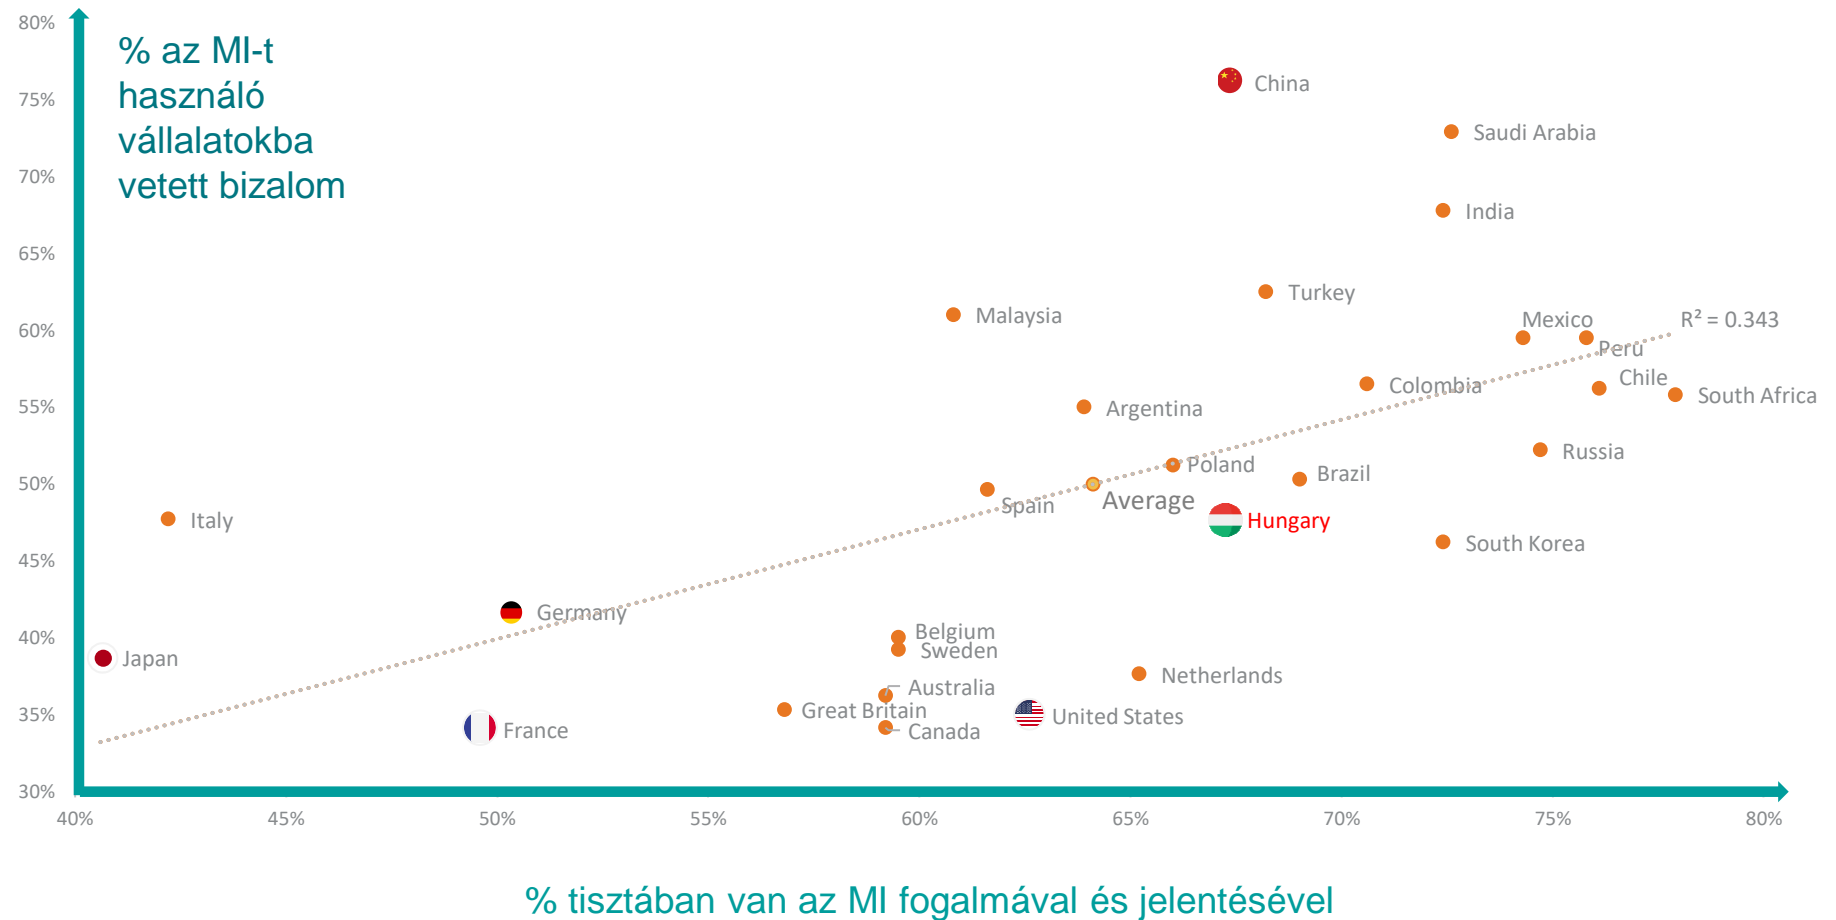 80%
% az MI-t
használó
vállalatokba
vetett bizalom
China
75%
Saudi Arabia
70%
India
65%
Turkey
Malaysia
60%
Mexico
R² = 0.343
Peru
Chile
Colombia
South Africa
55%
Argentina
Russia
Poland
Brazil
50%
Spain
Average
Italy
Hungary
South Korea
45%
Germany
40%
Belgium
Sweden
Japan
Netherlands
Australia
35%
Great Britain
United States
France
Canada
30%
40%
45%
50%
55%
60%
65%
70%
75%
80%
% tisztában van az MI fogalmával és jelentésével